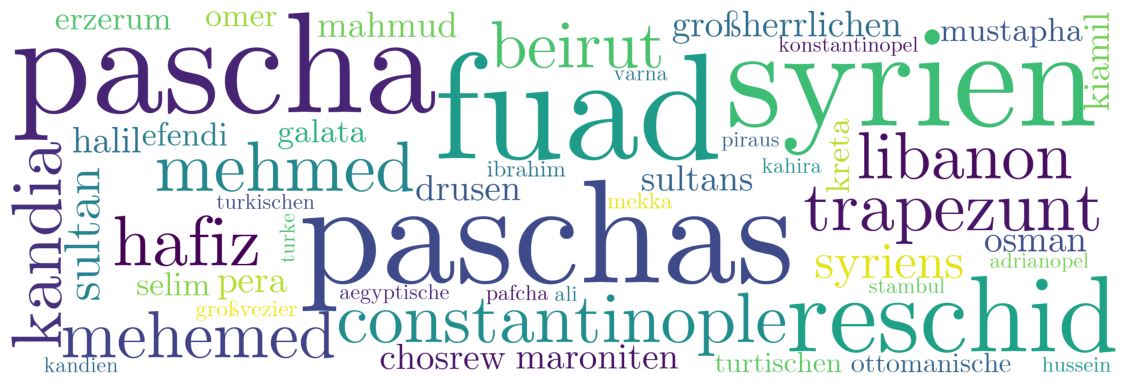 erzerum omer mahmud beirut großherrlichen mustapha kiamil
konstantinopel
pascha fuad varna syrien
halil efendi galata piraus kreta libanon
mehmed ibrahim kahira
kandia sultan turkischen drusen sultans
hafiz turke paschas mekka trapezunt
osman
selim pera syriens adrianopel
großvezier aegyptische pafcha ali stambul
mehemed constantinople reschid
kandien chosrew maroniten turtischen ottomanische hussein